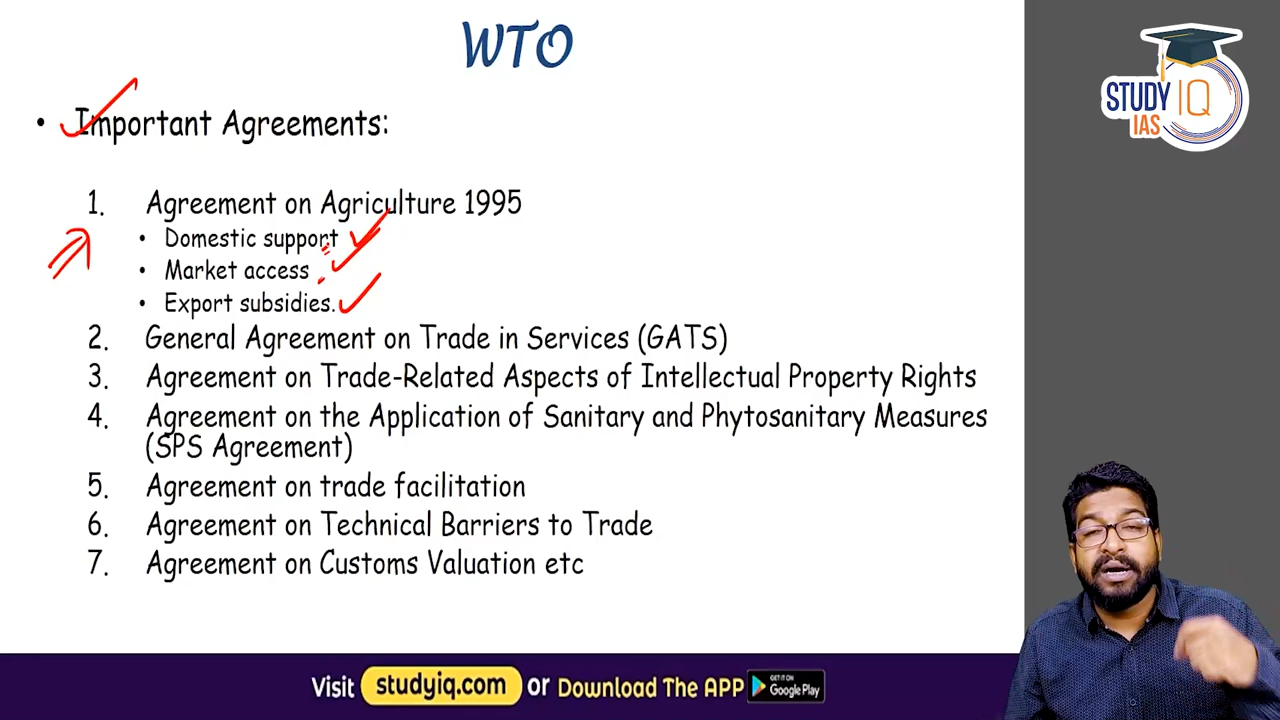 WTO
STUDY IQ
IAS
• Important Agreements:
1. Agreement on Agriculture 1995
• Domestic support
• Market access
• Export subsidies.
2. General Agreement on Trade in Services (GATS)
3. Agreement on Trade-Related Aspects of Intellectual Property Rights
4. Agreement on the Application of Sanitary and Phytosanitary Measures
(SPS Agreement)
5. Agreement on trade facilitation
6. Agreement on Technical Barriers to Trade
7. Agreement on Customs Valuation etc
Visit studyiq.com or Download The APP GET IT ON Google Play